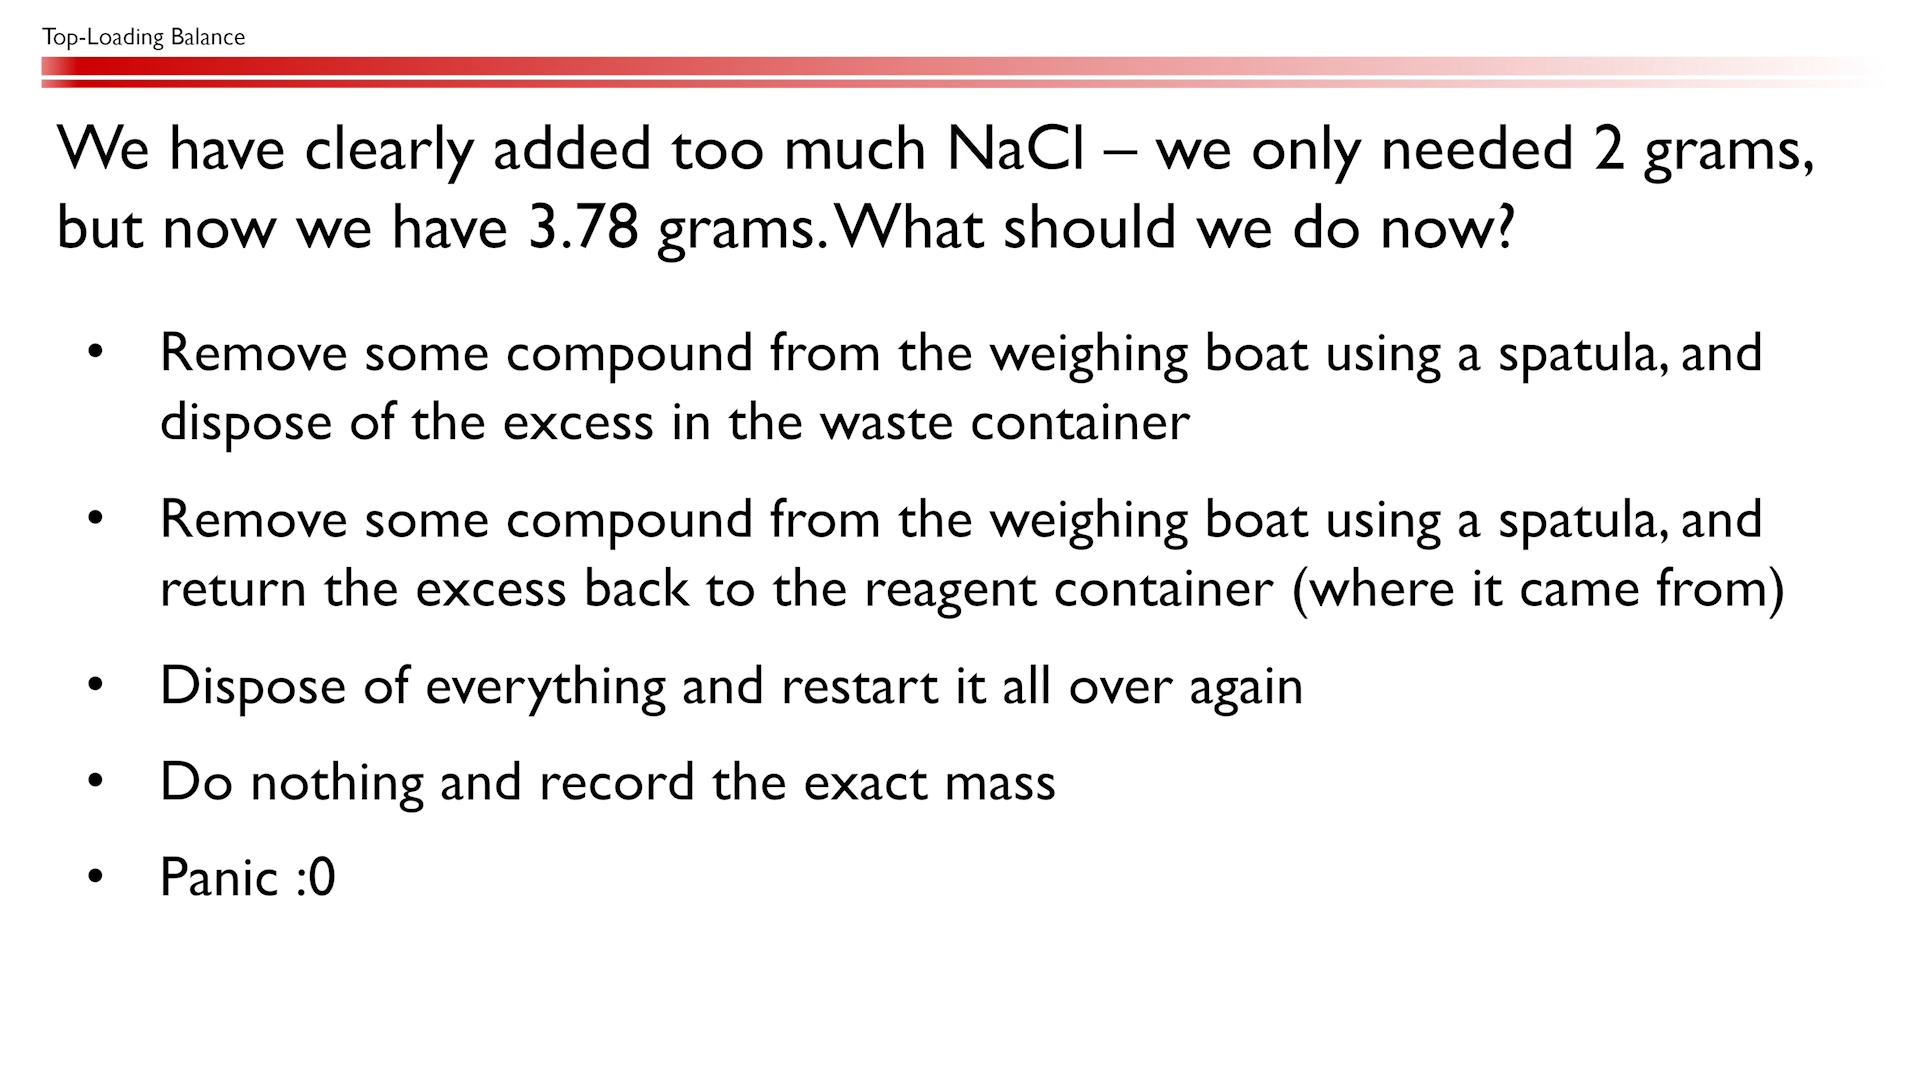 Top-Loading Balance
We have clearly added too much NaCl – we only needed 2 grams,
but now we have 3.78 grams. What should we do now?
• Remove some compound from the weighing boat using a spatula, and
dispose of the excess in the waste container
• Remove some compound from the weighing boat using a spatula, and
return the excess back to the reagent container (where it came from)
• Dispose of everything and restart it all over again
• Do nothing and record the exact mass
• Panic :0